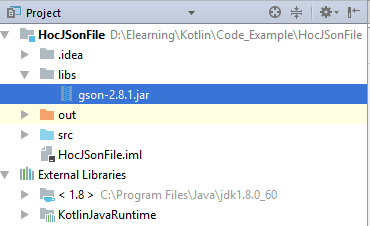 Project
HocJSonFile D:\Elearning\Kotlin\Code_Example\HocJSonFile
.idea
libs
gson-2.8.1.jar
out
src
HocJSonFile.iml
External Libraries
< 1.8 > C:\Program Files\Java\jdk1.8.0_60
KotlinJavaRuntime